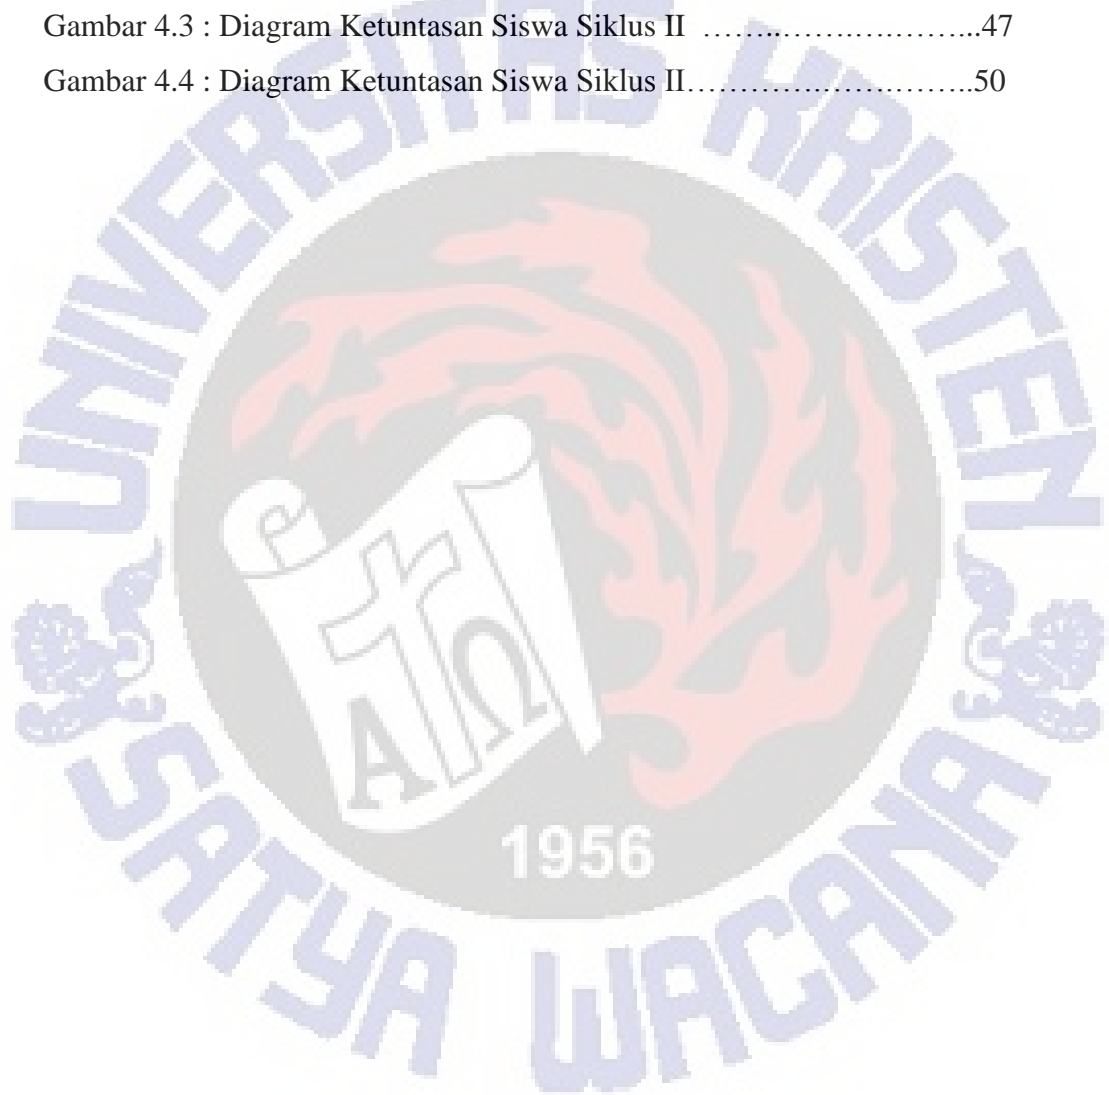 Gambar 4.3 : Diagram Ketuntasan Siswa Siklus II ……..…………………..47
Gambar 4.4 : Diagram Ketuntasan Siswa Siklus II………………………..50
UNIVERSITAS KRISTEN
Α Ω
1956
SATYA WACANA